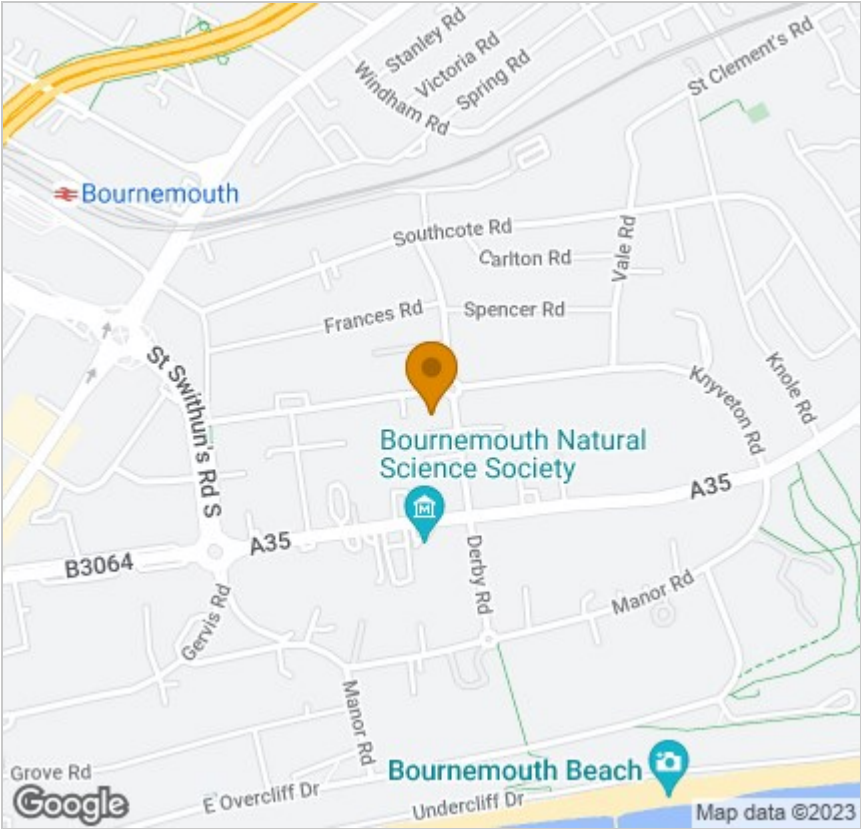 Stanley Rd
Victoria Rd
Spring Rd
Windham Rd
St Clement's Rd
Bournemouth
Southcote Rd
Carlton Rd
Vale Rd
Frances Rd
Spencer Rd
St Swithun's Rd S
Knyveton Rd
Knole Rd
Bournemouth Natural
Science Society
M
A35
A35
B3064
Derby Rd
Gervis Rd
Manor Rd
Manor Rd
Grove Rd
E Overcliff Dr
Bournemouth Beach
Undercliff Dr
Google
Map data ©2023